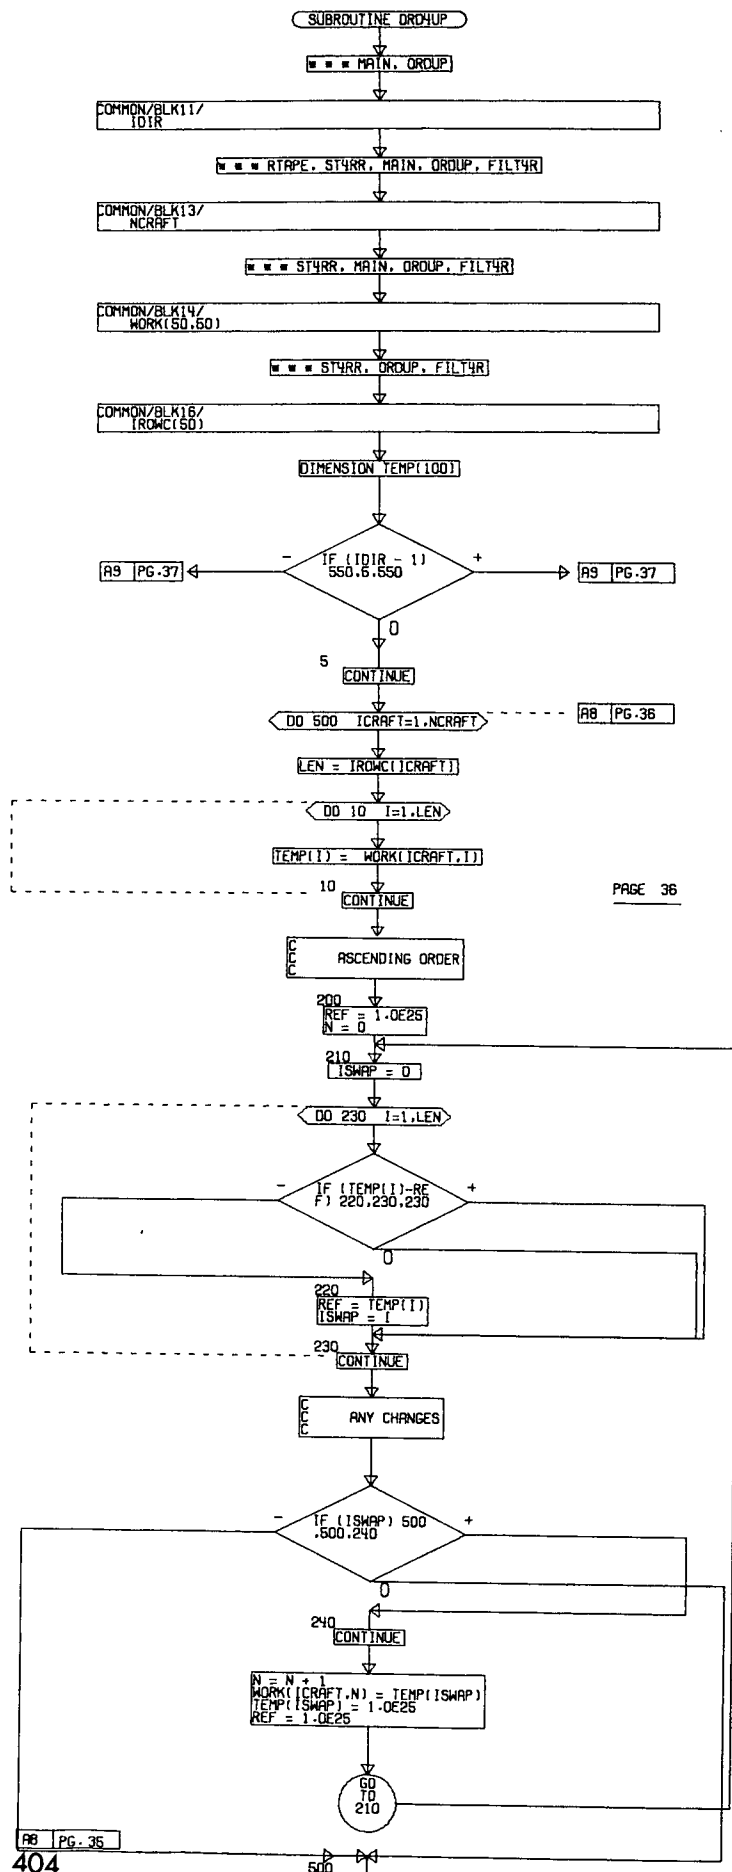 SUBROUTINE ORD4UP
* * * MAIN, ORDUP
COMMON/BLK11/
IDIR
* * * RTAPE, ST4RR, MAIN, ORDUP, FILT4R
COMMON/BLK13/
NCRAFT
* * * ST4RR, MAIN, ORDUP, FILT4R
COMMON/BLK14/
WORK(50,50)
* * * ST4RR, ORDUP, FILT4R
COMMON/BLK16/
IROWC(50)
DIMENSION TEMP(100)
- IF (IDIR - 1) +
550,5,550
A9 PG.37
A9 PG.37
0
5
CONTINUE
DO 500 ICRAFT=1,NCRAFT
A8 PG.36
LEN = IROWC(ICRAFT)
DO 10 I=1,LEN
TEMP(I) = WORK(ICRAFT,I)
10
CONTINUE
PAGE 36
C
C ASCENDING ORDER
C
200
REF = 1.0E25
N = 0
210
ISWAP = 0
DO 230 I=1,LEN
- IF (TEMP(I)-RE +
F) 220,230,230
0
220
REF = TEMP(I)
ISWAP = I
230
CONTINUE
C
C ANY CHANGES
C
- IF (ISWAP) 500 +
,500,240
0
240
CONTINUE
N = N + 1
WORK(ICRAFT,N) = TEMP(ISWAP)
TEMP(ISWAP) = 1.0E25
REF = 1.0E25
GO
TO
210
A8 PG.36
404
500